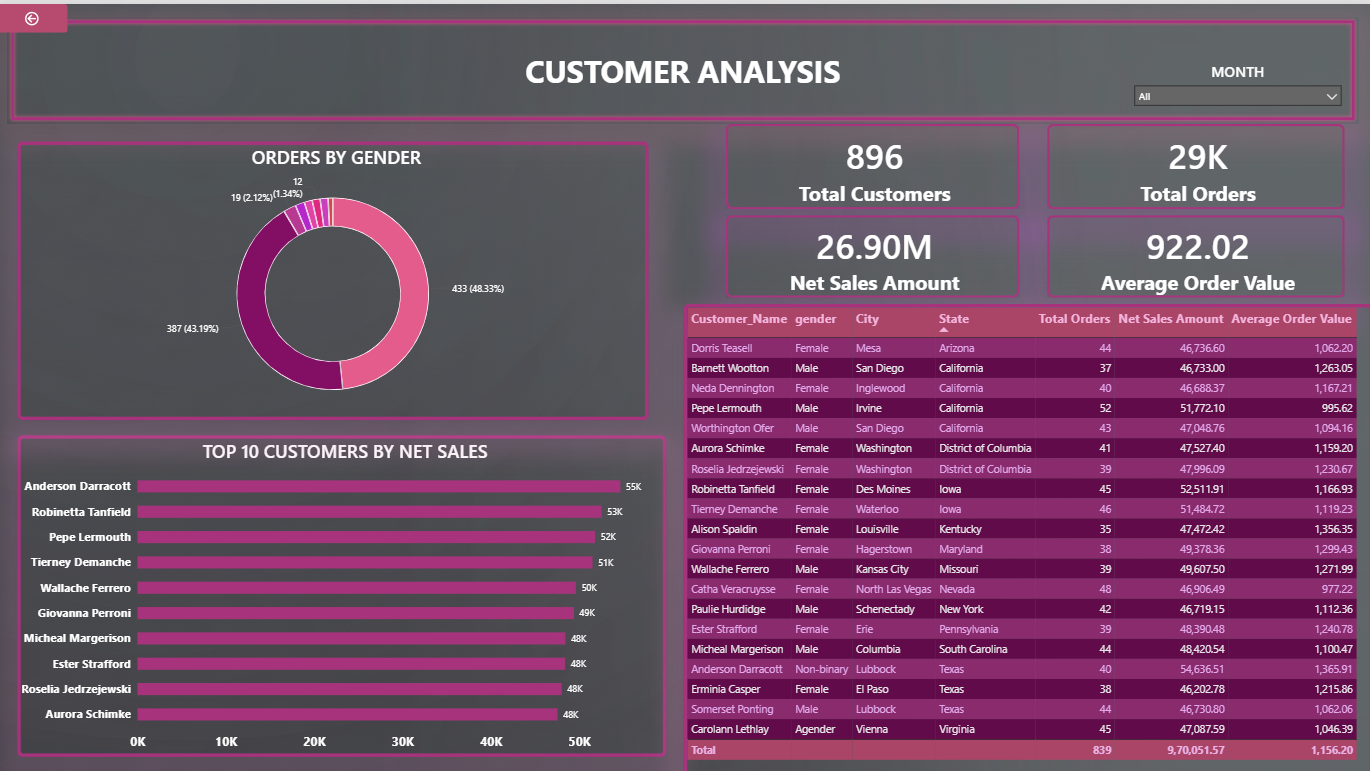 CUSTOMER ANALYSIS
MONTH
All
ORDERS BY GENDER
12
19 (2.12%) (1.34%)
433 (48.33%)
387 (43.19%)
896
Total Customers
29K
Total Orders
26.90M
Net Sales Amount
922.02
Average Order Value
TOP 10 CUSTOMERS BY NET SALES
Anderson Darracott 55K
Robinetta Tanfield 53K
Pepe Lermouth 52K
Tierney Demanche 51K
Wallache Ferrero 50K
Giovanna Perroni 49K
Micheal Margerison 48K
Ester Strafford 48K
Roselia Jedrzejewski 48K
Aurora Schimke 48K
0K 10K 20K 30K 40K 50K
Customer_Name gender City State Total Orders Net Sales Amount Average Order Value
Dorris Teasell Female Mesa Arizona 44 46,736.60 1,062.20
Barnett Wootton Male San Diego California 37 46,733.00 1,263.05
Neda Dennington Female Inglewood California 40 46,688.37 1,167.21
Pepe Lermouth Male Irvine California 52 51,772.10 995.62
Worthington Ofer Male San Diego California 43 47,048.76 1,094.16
Aurora Schimke Female Washington District of Columbia 41 47,527.40 1,159.20
Roselia Jedrzejewski Female Washington District of Columbia 39 47,996.09 1,230.67
Robinetta Tanfield Female Des Moines Iowa 45 52,511.91 1,166.93
Tierney Demanche Female Waterloo Iowa 46 51,484.72 1,119.23
Alison Spaldin Female Louisville Kentucky 35 47,472.42 1,356.35
Giovanna Perroni Female Hagerstown Maryland 38 49,378.36 1,299.43
Wallache Ferrero Male Kansas City Missouri 39 49,607.50 1,271.99
Catha Veracruysse Female North Las Vegas Nevada 48 46,906.49 977.22
Paulie Hurdidge Male Schenectady New York 42 46,719.15 1,112.36
Ester Strafford Female Erie Pennsylvania 39 48,390.48 1,240.78
Micheal Margerison Male Columbia South Carolina 44 48,420.54 1,100.47
Anderson Darracott Non-binary Lubbock Texas 40 54,636.51 1,365.91
Erminia Casper Female El Paso Texas 38 46,202.78 1,215.86
Somerset Ponting Male Lubbock Texas 44 46,730.80 1,062.06
Carolann Lethlay Agender Vienna Virginia 45 47,087.59 1,046.39
Total 839 9,70,051.57 1,156.20